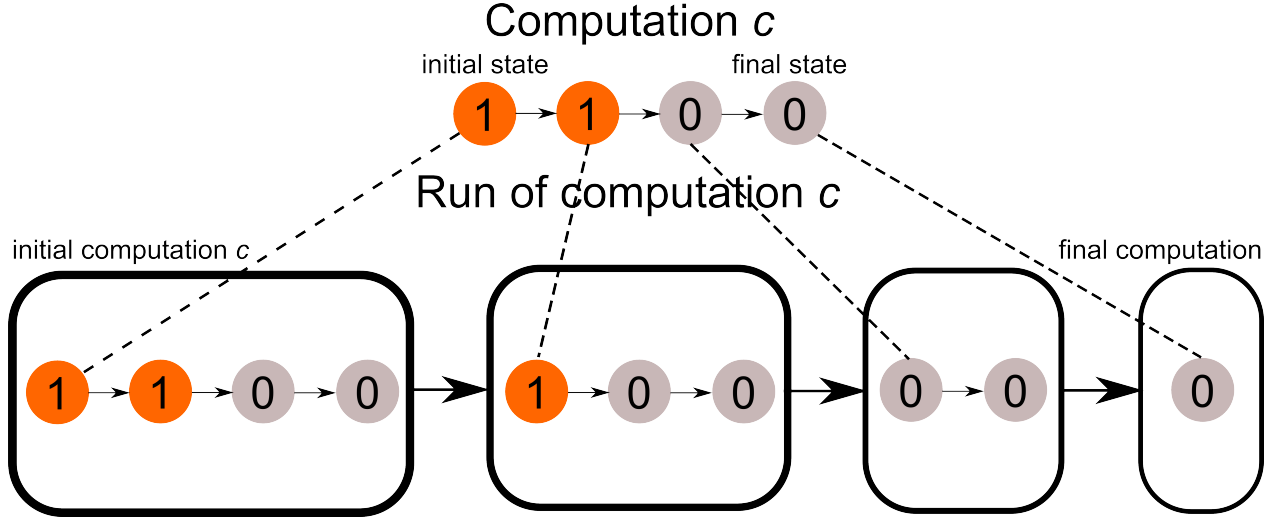 Computation c
initial state
final state
1 1 0 0
Run of computation c
initial computation c
final computation
1 1 0 0
1 0 0
0 0
0